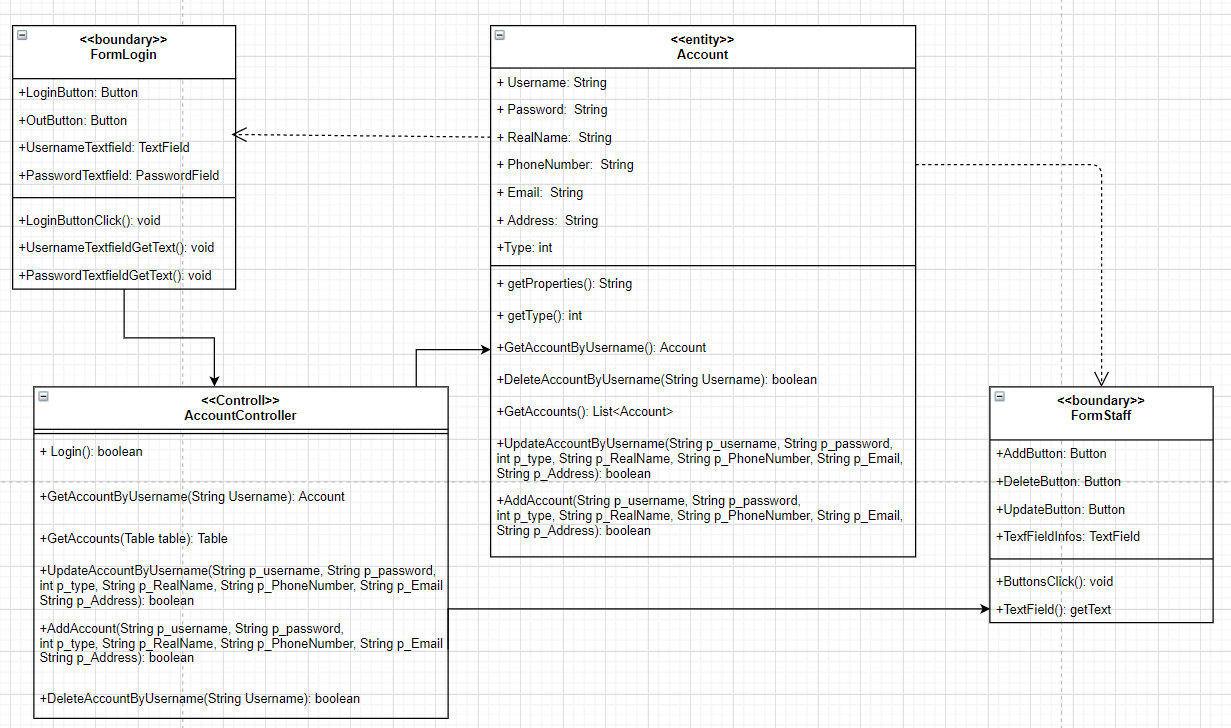 <<boundary>>
FormLogin
+LoginButton: Button
+OutButton: Button
+UsernameTextfield: TextField
+PasswordTextfield: PasswordField
+LoginButtonClick(): void
+UsernameTextfieldGetText(): void
+PasswordTextfieldGetText(): void
<<entity>>
Account
+ Username: String
+ Password:  String
+ RealName:  String
+ PhoneNumber:  String
+ Email:  String
+ Address:  String
+Type: int
+ getProperties(): String
+ getType(): int
+GetAccountByUsername(): Account
+DeleteAccountByUsername(String Username): boolean
+GetAccounts(): List<Account>
+UpdateAccountByUsername(String p_username, String p_password,
int p_type, String p_RealName, String p_PhoneNumber, String p_Email,
String p_Address): boolean
+AddAccount(String p_username, String p_password,
int p_type, String p_RealName, String p_PhoneNumber, String p_Email,
String p_Address): boolean
<<Controll>>
AccountController
+ Login(): boolean
+GetAccountByUsername(String Username): Account
+GetAccounts(Table table): Table
+UpdateAccountByUsername(String p_username, String p_password,
int p_type, String p_RealName, String p_PhoneNumber, String p_Email
String p_Address): boolean
+AddAccount(String p_username, String p_password,
int p_type, String p_RealName, String p_PhoneNumber, String p_Email
String p_Address): boolean
+DeleteAccountByUsername(String Username): boolean
<<boundary>>
FormStaff
+AddButton: Button
+DeleteButton: Button
+UpdateButton: Button
+TexfFieldInfos: TextField
+ButtonsClick(): void
+TextField(): getText